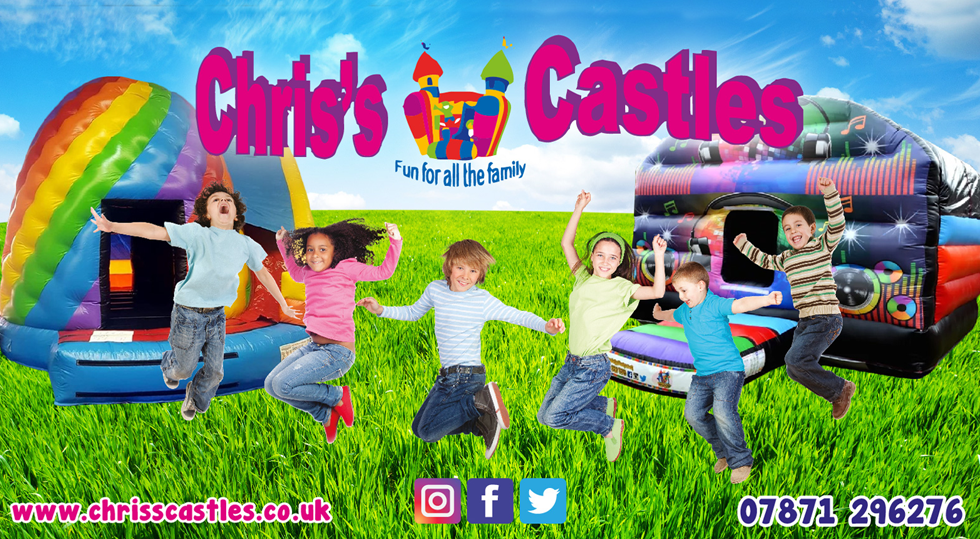 Chris's Castles
Fun for all the family
www.chrisscastles.co.uk
07871 296276